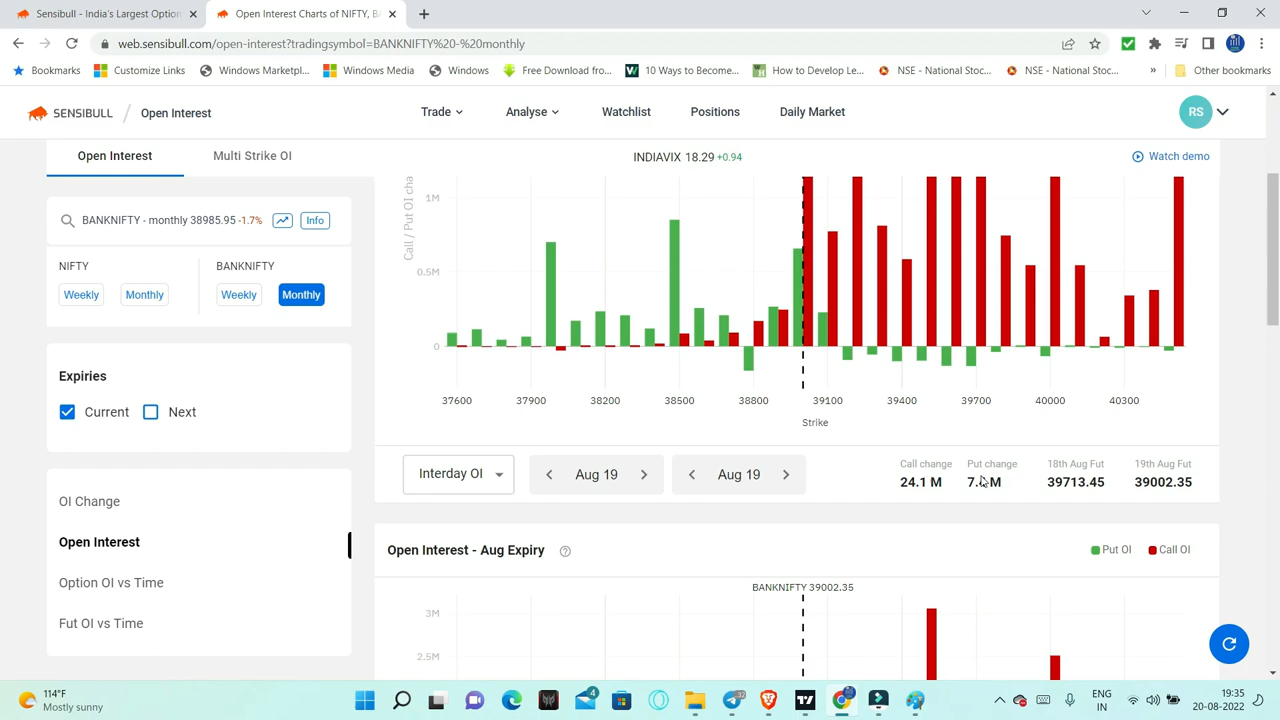 Sensibull - India's Largest Option
Open Interest Charts of NIFTY, B
web.sensibull.com/open-interest?tradingsymbol=BANKNIFTY%20-%20monthly
Bookmarks
Customize Links
Windows Marketpl...
Windows Media
Windows
Free Download fro...
10 Ways to Become...
How to Develop Le...
NSE - National Stoc...
NSE - National Stoc...
»
Other bookmarks
SENSIBULL / Open Interest
Trade
Analyse
Watchlist
Positions
Daily Market
RS
Open Interest
Multi Strike OI
INDIAVIX 18.29 +0.94
Watch demo
BANKNIFTY - monthly 38985.95 -1.7%
Info
NIFTY
BANKNIFTY
Weekly
Monthly
Weekly
Monthly
Expiries
Current
Next
OI Change
Open Interest
Option OI vs Time
Fut OI vs Time
Call / Put OI cha
1M
0.5M
0
37600
37900
38200
38500
38800
39100
39400
39700
40000
40300
Strike
Interday OI
Aug 19
Aug 19
Call change
Put change
18th Aug Fut
19th Aug Fut
24.1 M
39713.45
39002.35
Open Interest - Aug Expiry
Put OI
Call OI
BANKNIFTY 39002.35
3M
2.5M
114°F
Mostly sunny
4
32
ENG
IN
19:35
20-08-2022